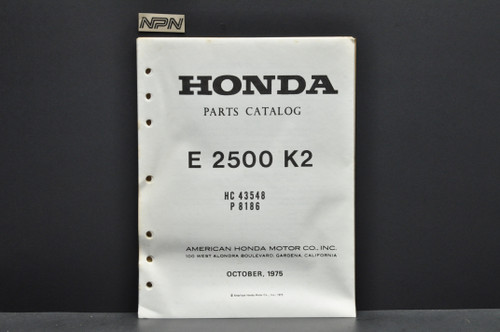 NPN
HONDA
PARTS CATALOG
E 2500 K2
HC 43548
P 8186
AMERICAN HONDA MOTOR CO., INC.
100 WEST ALONDRA BOULEVARD, GARDENA, CALIFORNIA
OCTOBER, 1975